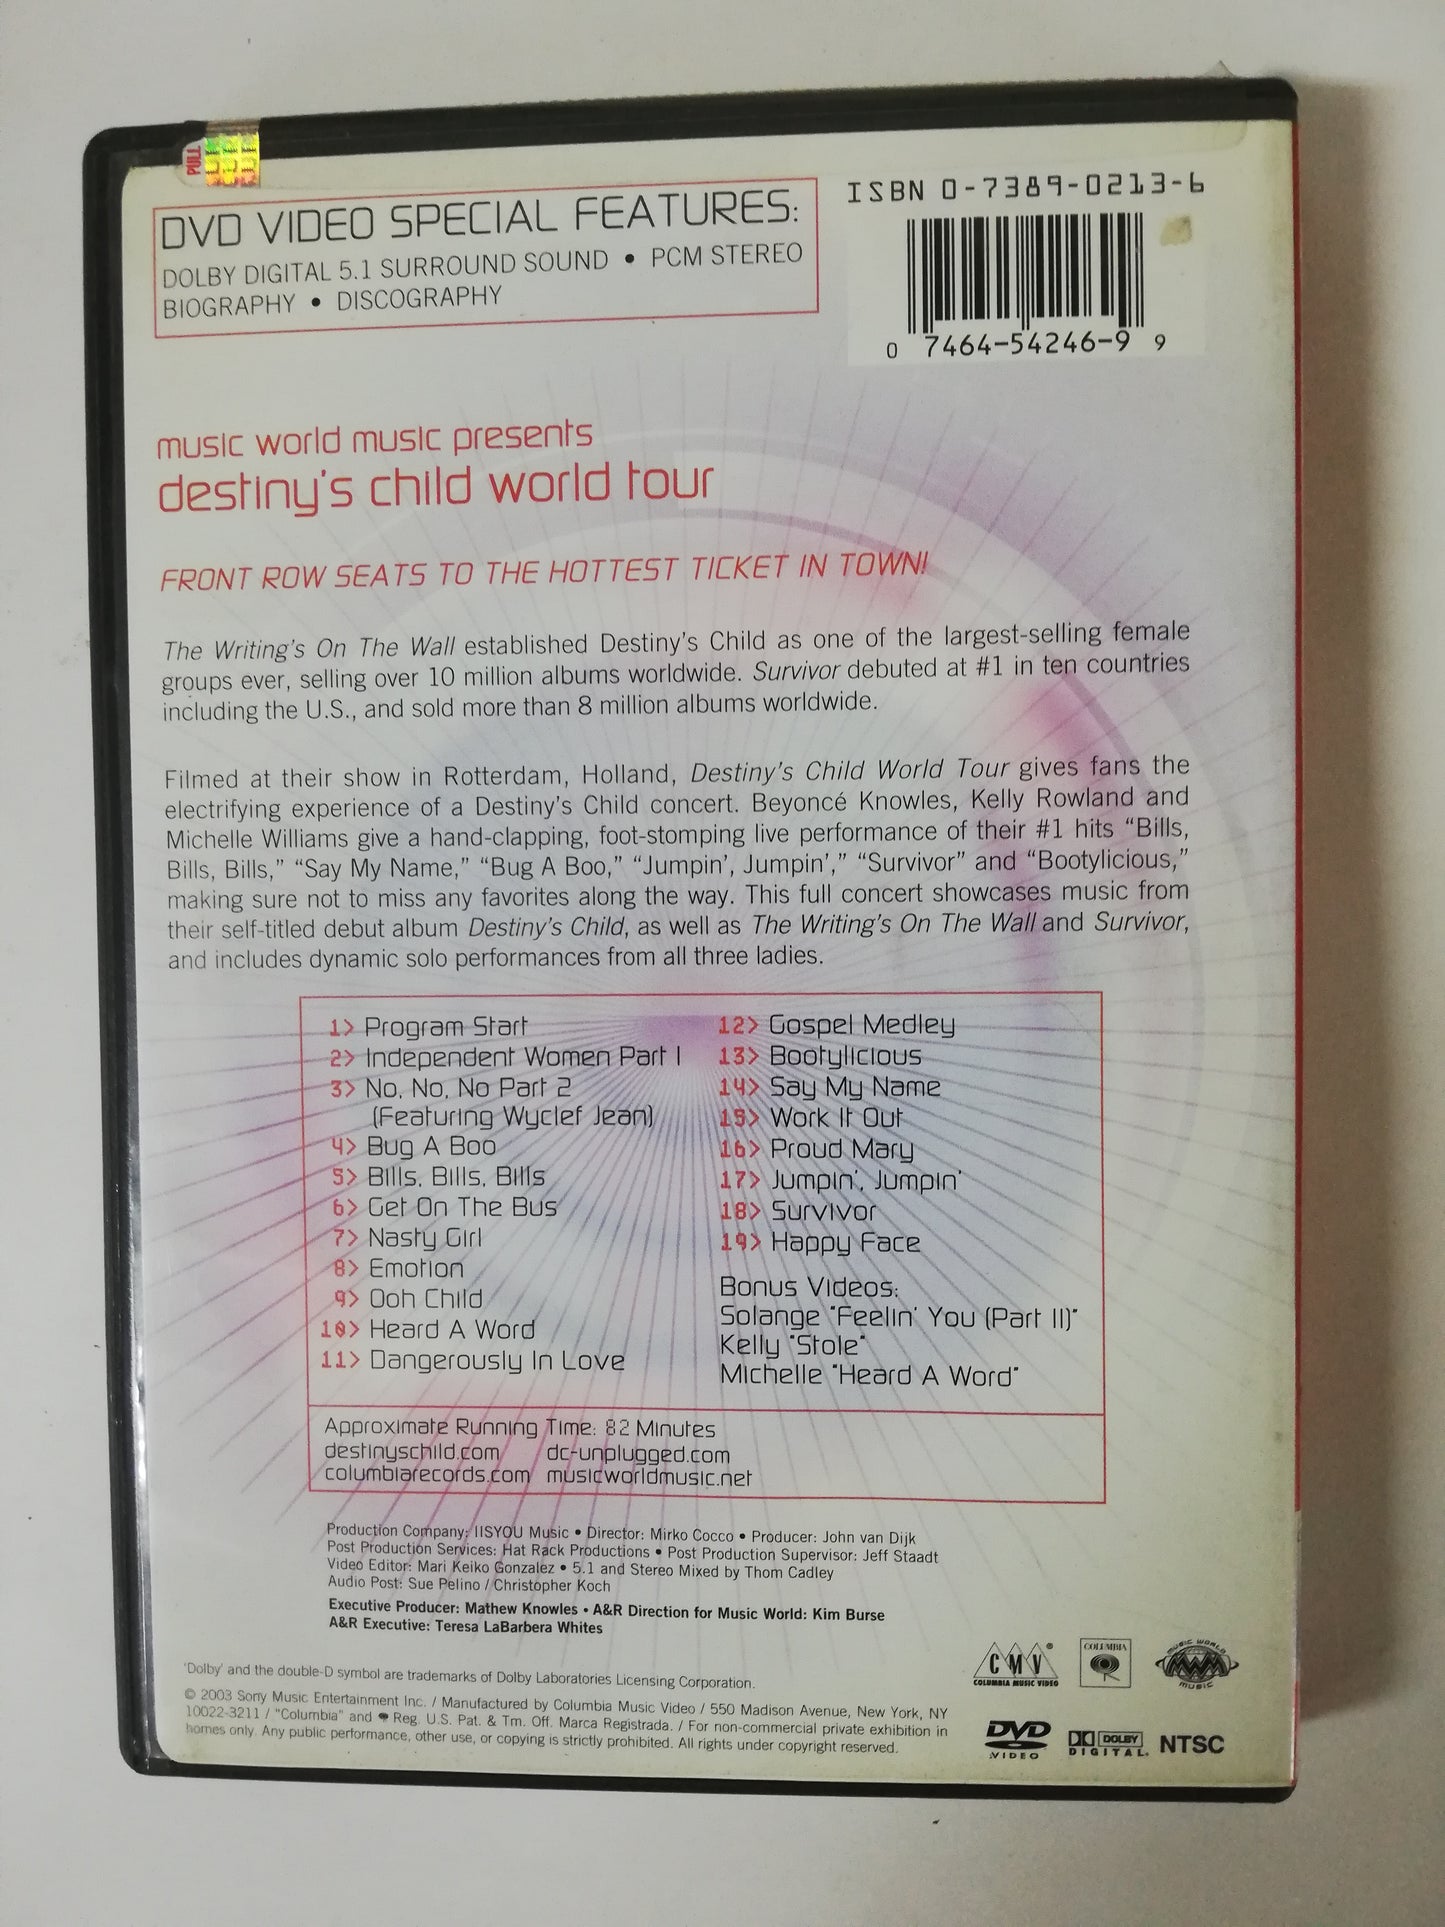 PULL
DVD VIDEO SPECIAL FEATURES:
DOLBY DIGITAL 5.1 SURROUND SOUND • PCM STEREO
BIOGRAPHY • DISCOGRAPHY
ISBN 0-7389-0213-6
0 7464-54246-9 9
music world music presents
destiny's child world tour
FRONT ROW SEATS TO THE HOTTEST TICKET IN TOWN!
The Writing's On The Wall established Destiny's Child as one of the largest-selling female
groups ever, selling over 10 million albums worldwide. Survivor debuted at #1 in ten countries
including the U.S., and sold more than 8 million albums worldwide.
Filmed at their show in Rotterdam, Holland, Destiny's Child World Tour gives fans the
electrifying experience of a Destiny's Child concert. Beyoncé Knowles, Kelly Rowland and
Michelle Williams give a hand-clapping, foot-stomping live performance of their #1 hits “Bills,
Bills, Bills,” “Say My Name,” “Bug A Boo,” “Jumpin', Jumpin',” “Survivor” and “Bootylicious,”
making sure not to miss any favorites along the way. This full concert showcases music from
their self-titled debut album Destiny's Child, as well as The Writing's On The Wall and Survivor,
and includes dynamic solo performances from all three ladies.
1> Program Start
2> Independent Women Part I
3> No, No, No Part 2
(Featuring Wyclef Jean)
4> Bug A Boo
5> Bills, Bills, Bills
6> Get On The Bus
7> Nasty Girl
8> Emotion
9> Ooh Child
10> Heard A Word
11> Dangerously In Love
12> Gospel Medley
13> Bootylicious
14> Say My Name
15> Work It Out
16> Proud Mary
17> Jumpin', Jumpin'
18> Survivor
19> Happy Face
Bonus Videos:
Solange "Feelin' You (Part II)"
Kelly "Stole"
Michelle "Heard A Word"
Approximate Running Time: 82 Minutes
destinyschild.com dc-unplugged.com
columbiarecords.com musicworldmusic.net
Production Company: IISYOU Music • Director: Mirko Cocco • Producer: John van Dijk
Post Production Services: Hat Rack Productions • Post Production Supervisor: Jeff Staadt
Video Editor: Mari Keiko Gonzalez • 5.1 and Stereo Mixed by Thom Cadley
Audio Post: Sue Pelino / Christopher Koch
Executive Producer: Mathew Knowles • A&R Direction for Music World: Kim Burse
A&R Executive: Teresa LaBarbera Whites
'Dolby' and the double-D symbol are trademarks of Dolby Laboratories Licensing Corporation.
© 2003 Sony Music Entertainment Inc. / Manufactured by Columbia Music Video / 550 Madison Avenue, New York, NY
10022-3211 / "Columbia" and Reg. U.S. Pat. & Tm. Off. Marca Registrada. / For non-commercial private exhibition in
homes only. Any public performance, other use, or copying is strictly prohibited. All rights under copyright reserved.
CMV®
COLUMBIA MUSIC VIDEO
COLUMBIA
MUSIC WORLD
MWM
MUSIC
DVD
VIDEO
DOLBY
DIGITAL
NTSC